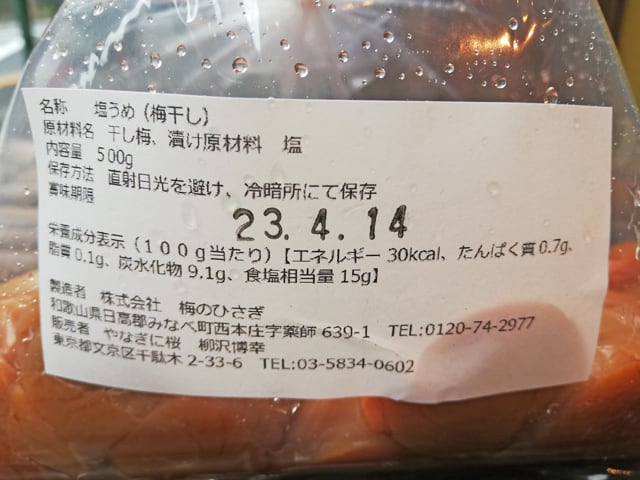 名称　塩うめ（梅干し）
原材料名　干し梅、漬け原材料　塩
内容量　500g
保存方法　直射日光を避け、冷暗所にて保存
賞味期限
23.4.14
栄養成分表示（100g当たり）【エネルギー 30kcal、たんぱく質 0.7g、
脂質 0.1g、炭水化物 9.1g、食塩相当量 15g】
製造者　株式会社　梅のひさぎ
和歌山県日高郡みなべ町西本庄字薬師 639-1　TEL:0120-74-2977
販売者　やなぎに桜　柳沢博幸
東京都文京区千駄木 2-33-6　TEL:03-5834-0602